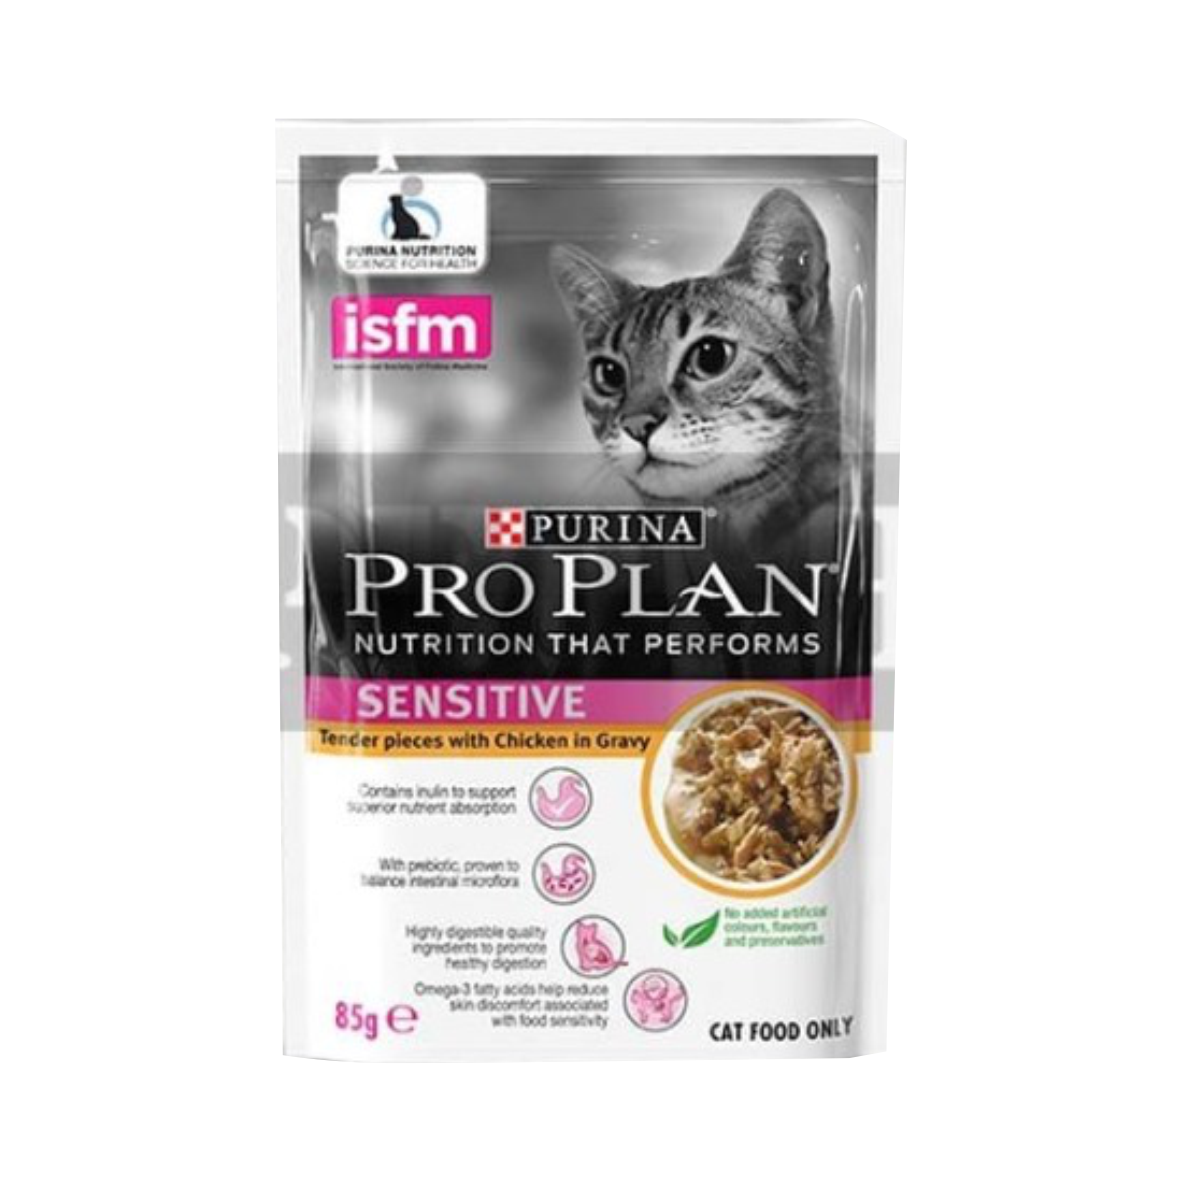 PURINA NUTRITION
SCIENCE FOR HEALTH
isfm
International Society of Feline Medicine
PURINA®
PRO PLAN®
NUTRITION THAT PERFORMS
SENSITIVE
Tender pieces with Chicken in Gravy
Contains inulin to support
superior nutrient absorption
With prebiotic, proven to
balance intestinal microflora
Highly digestible quality
ingredients to promote
healthy digestion
Omega-3 fatty acids help reduce
skin discomfort associated
with food sensitivity
No added artificial
colours, flavours
and preservatives
85g ℮
CAT FOOD ONLY